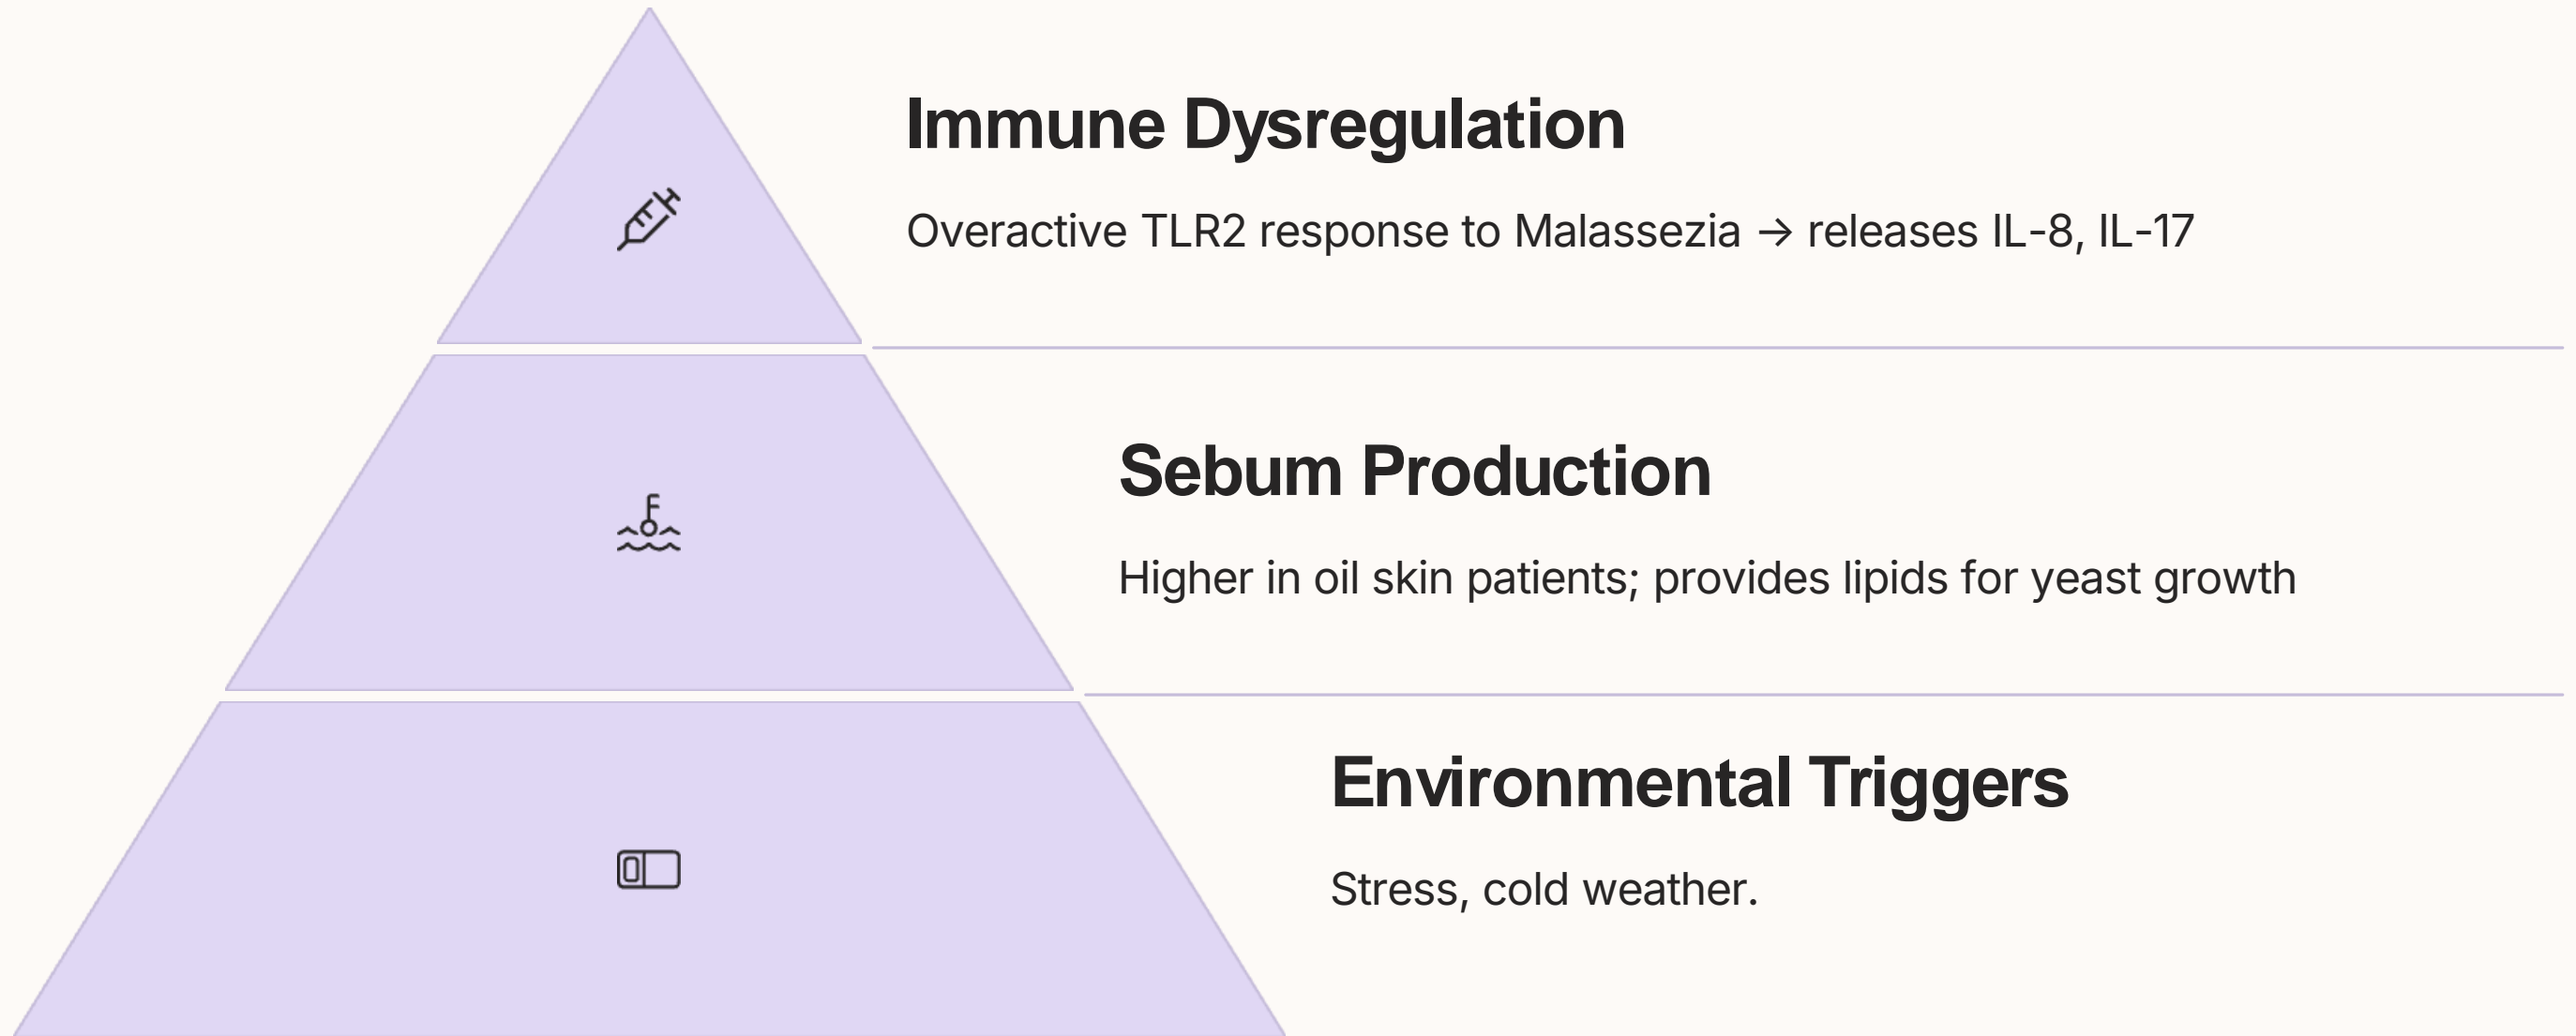 Immune Dysregulation
Overactive TLR2 response to Malassezia → releases IL-8, IL-17
Sebum Production
Higher in oil skin patients; provides lipids for yeast growth
Environmental Triggers
Stress, cold weather.